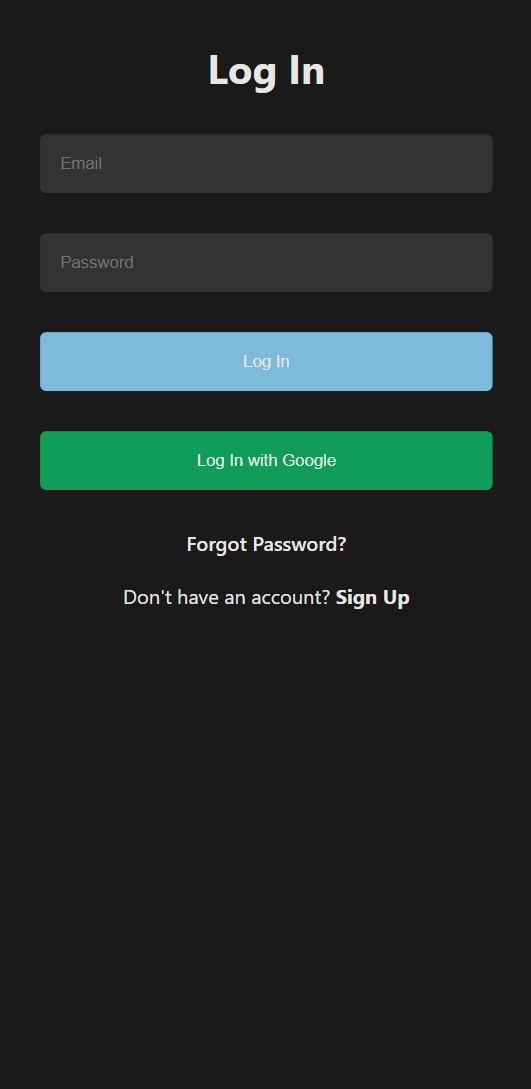 Log In
Email
Password
Log In
Log In with Google
Forgot Password?
Don't have an account? Sign Up